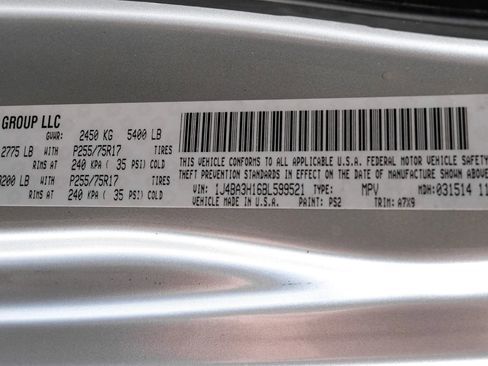 GROUP LLC
GVWR: 2450 KG 5400 LB
2775 LB WITH P255/75R17 TIRES
RIMS AT 240 KPA ( 35 PSI) COLD
200 LB WITH P255/75R17 TIRES
RIMS AT 240 KPA ( 35 PSI) COLD
THIS VEHICLE CONFORMS TO ALL APPLICABLE U.S.A. FEDERAL MOTOR VEHICLE SAFETY
THEFT PREVENTION STANDARDS IN EFFECT ON THE DATE OF MANUFACTURE SHOWN ABOVE
VIN: 1J4BA3H16BL599521 TYPE: MPV MDH: 031514 11
MADE IN U.S.A. PAINT: PS2 TRIM: A7X9